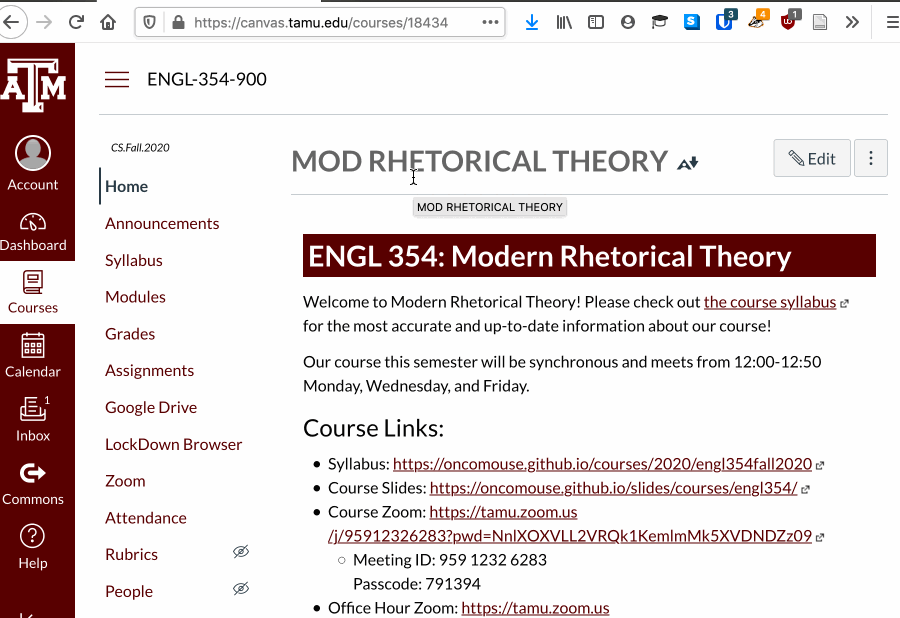 https://canvas.tamu.edu/courses/18434
3
4
1
ATM
ENGL-354-900
CS.Fall.2020
Account
Dashboard
Courses
Calendar
1
Inbox
Commons
Help
Home
Announcements
Syllabus
Modules
Grades
Assignments
Google Drive
LockDown Browser
Zoom
Attendance
Rubrics
People
MOD RHETORICAL THEORY
Edit
MOD RHETORICAL THEORY
ENGL 354: Modern Rhetorical Theory
Welcome to Modern Rhetorical Theory! Please check out the course syllabus
for the most accurate and up-to-date information about our course!
Our course this semester will be synchronous and meets from 12:00-12:50
Monday, Wednesday, and Friday.
Course Links:
Syllabus: https://oncomouse.github.io/courses/2020/engl354fall2020
Course Slides: https://oncomouse.github.io/slides/courses/engl354/
Course Zoom: https://tamu.zoom.us
/j/95912326283?pwd=NnlXOXVLL2VRQk1KemlmMk5XVDNDZz09
Meeting ID: 959 1232 6283
Passcode: 791394
Office Hour Zoom: https://tamu.zoom.us